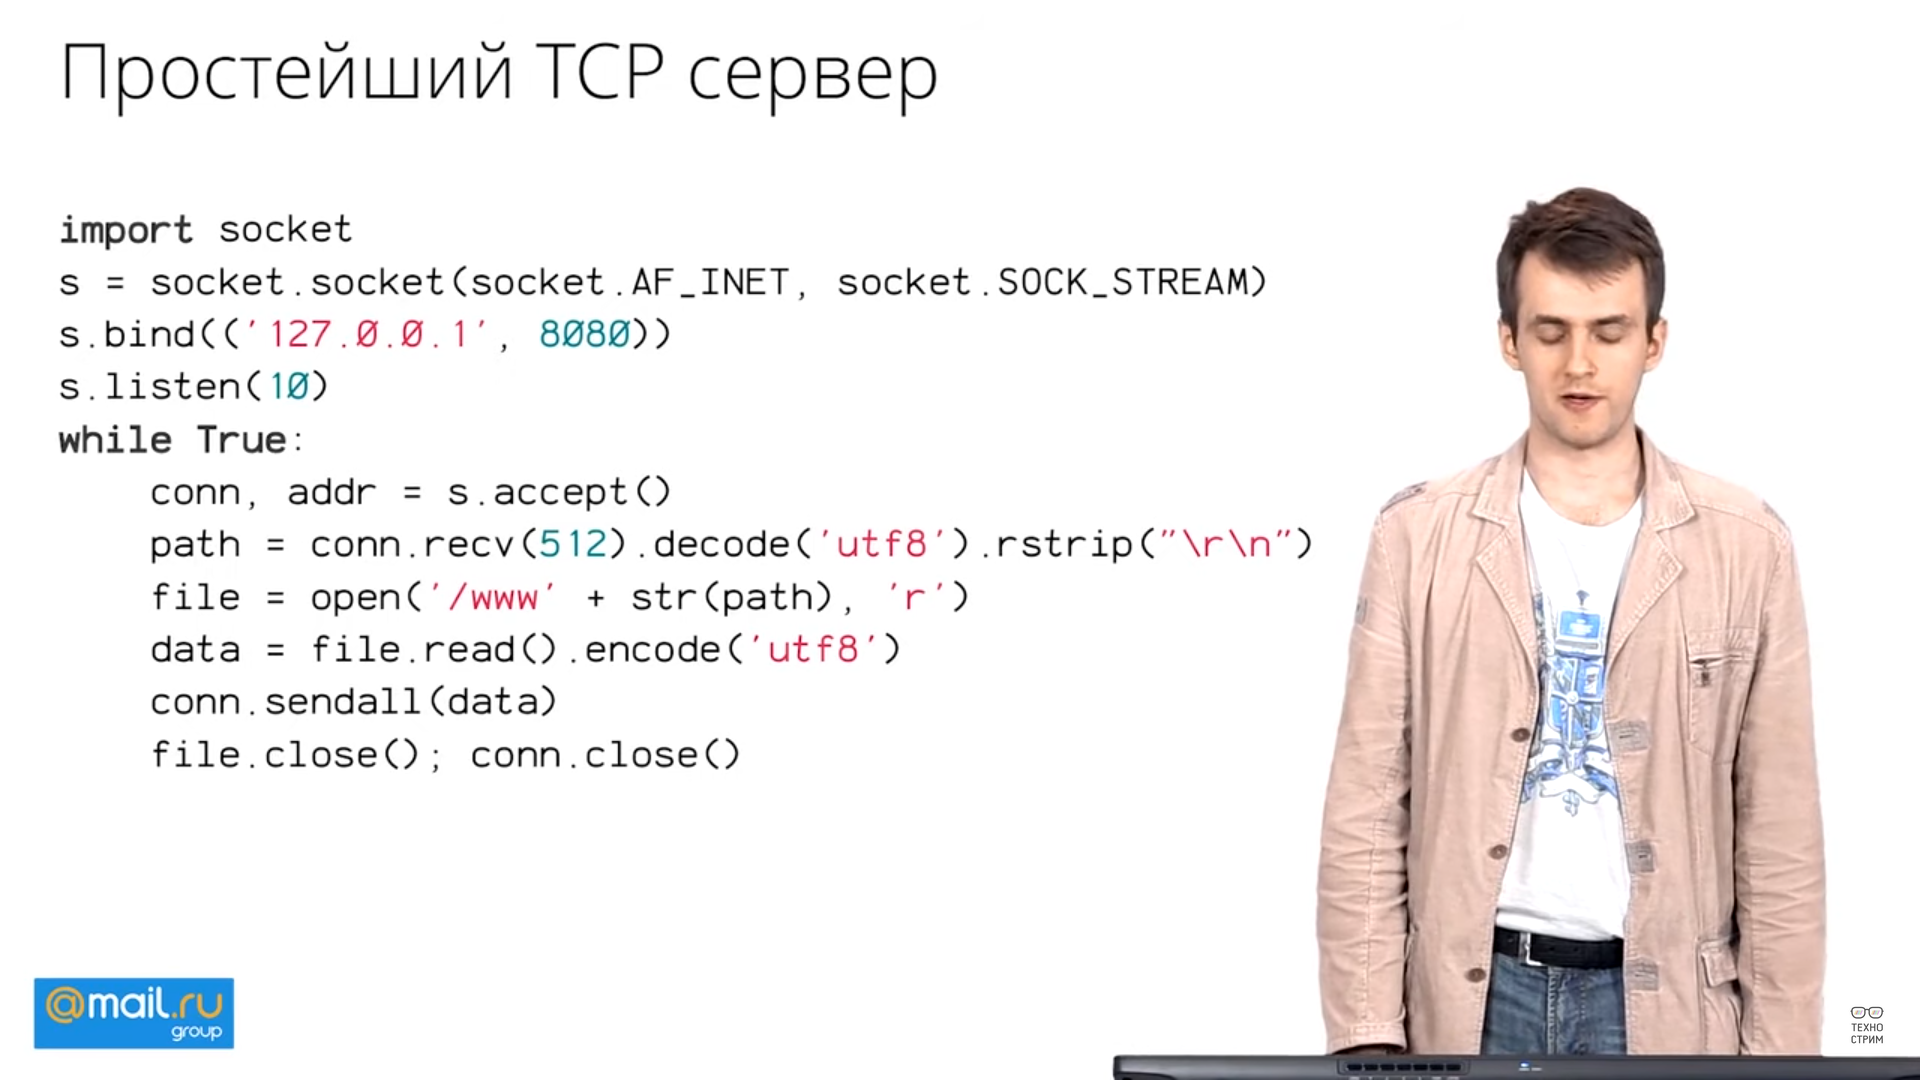 Простейший TCP сервер
import socket
s = socket.socket(socket.AF_INET, socket.SOCK_STREAM)
s.bind(('127.0.0.1', 8080))
s.listen(10)
while True:
    conn, addr = s.accept()
    path = conn.recv(512).decode('utf8').rstrip("\r\n")
    file = open('/www' + str(path), 'r')
    data = file.read().encode('utf8')
    conn.sendall(data)
    file.close(); conn.close()
@mail.ru
group
ТЕХНО
СТРИМ